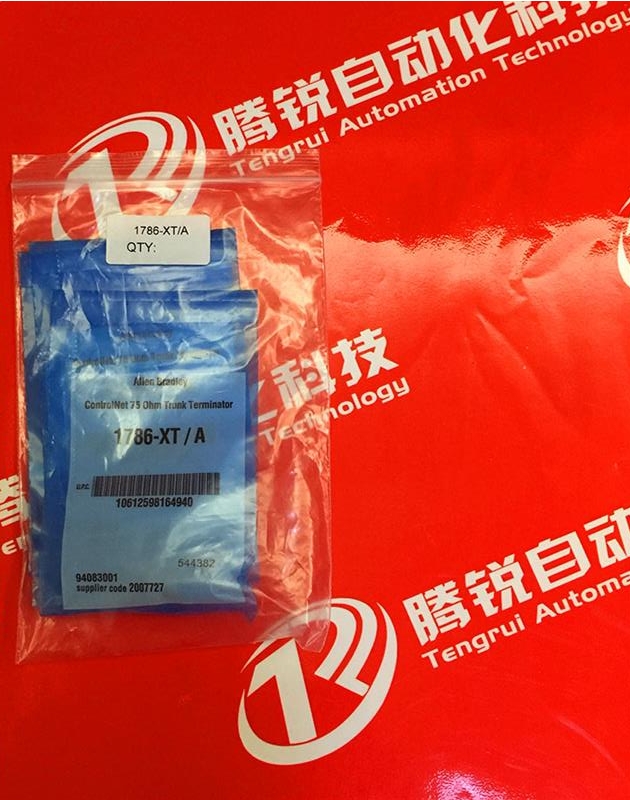 腾锐自动化科技
Tengrui Automation Technology
1786-XT/A
QTY:
Allen Bradley
ControlNet 75 Ohm Trunk Terminator
1786-XT / A
U.P.C.
10612598164940
544382
94083001
supplier code 2007727
化科技
Technology
腾锐自动
Tengrui Automa